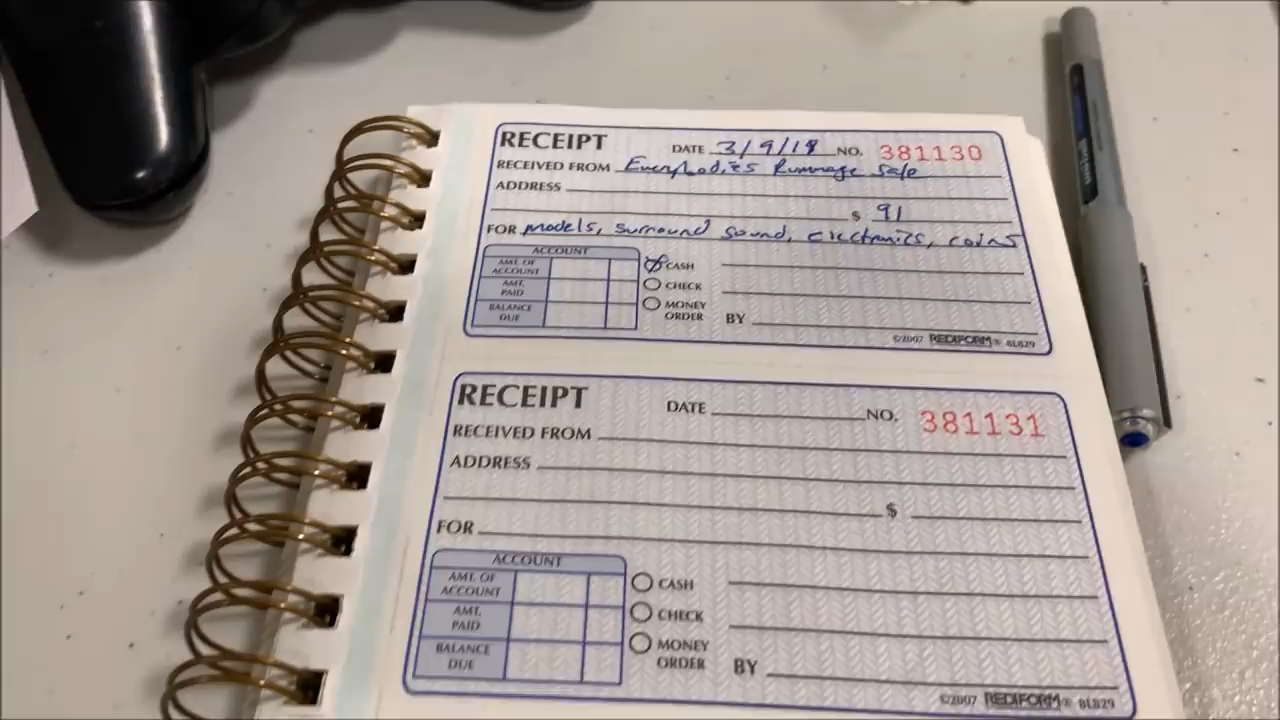 RECEIPT DATE 3/9/18 NO. 381130
RECEIVED FROM Everybodies Rummage Sale
ADDRESS
$ 91
FOR models, surround sound, electronics, coins
ACCOUNT
AMT. OF ACCOUNT
AMT. PAID
BALANCE DUE
CASH
CHECK
MONEY ORDER
BY
©2007 REDIFORM® 8L829
RECEIPT DATE NO. 381131
RECEIVED FROM
ADDRESS
$
FOR
ACCOUNT
AMT. OF ACCOUNT
AMT. PAID
BALANCE DUE
CASH
CHECK
MONEY ORDER
BY
©2007 REDIFORM® 8L829